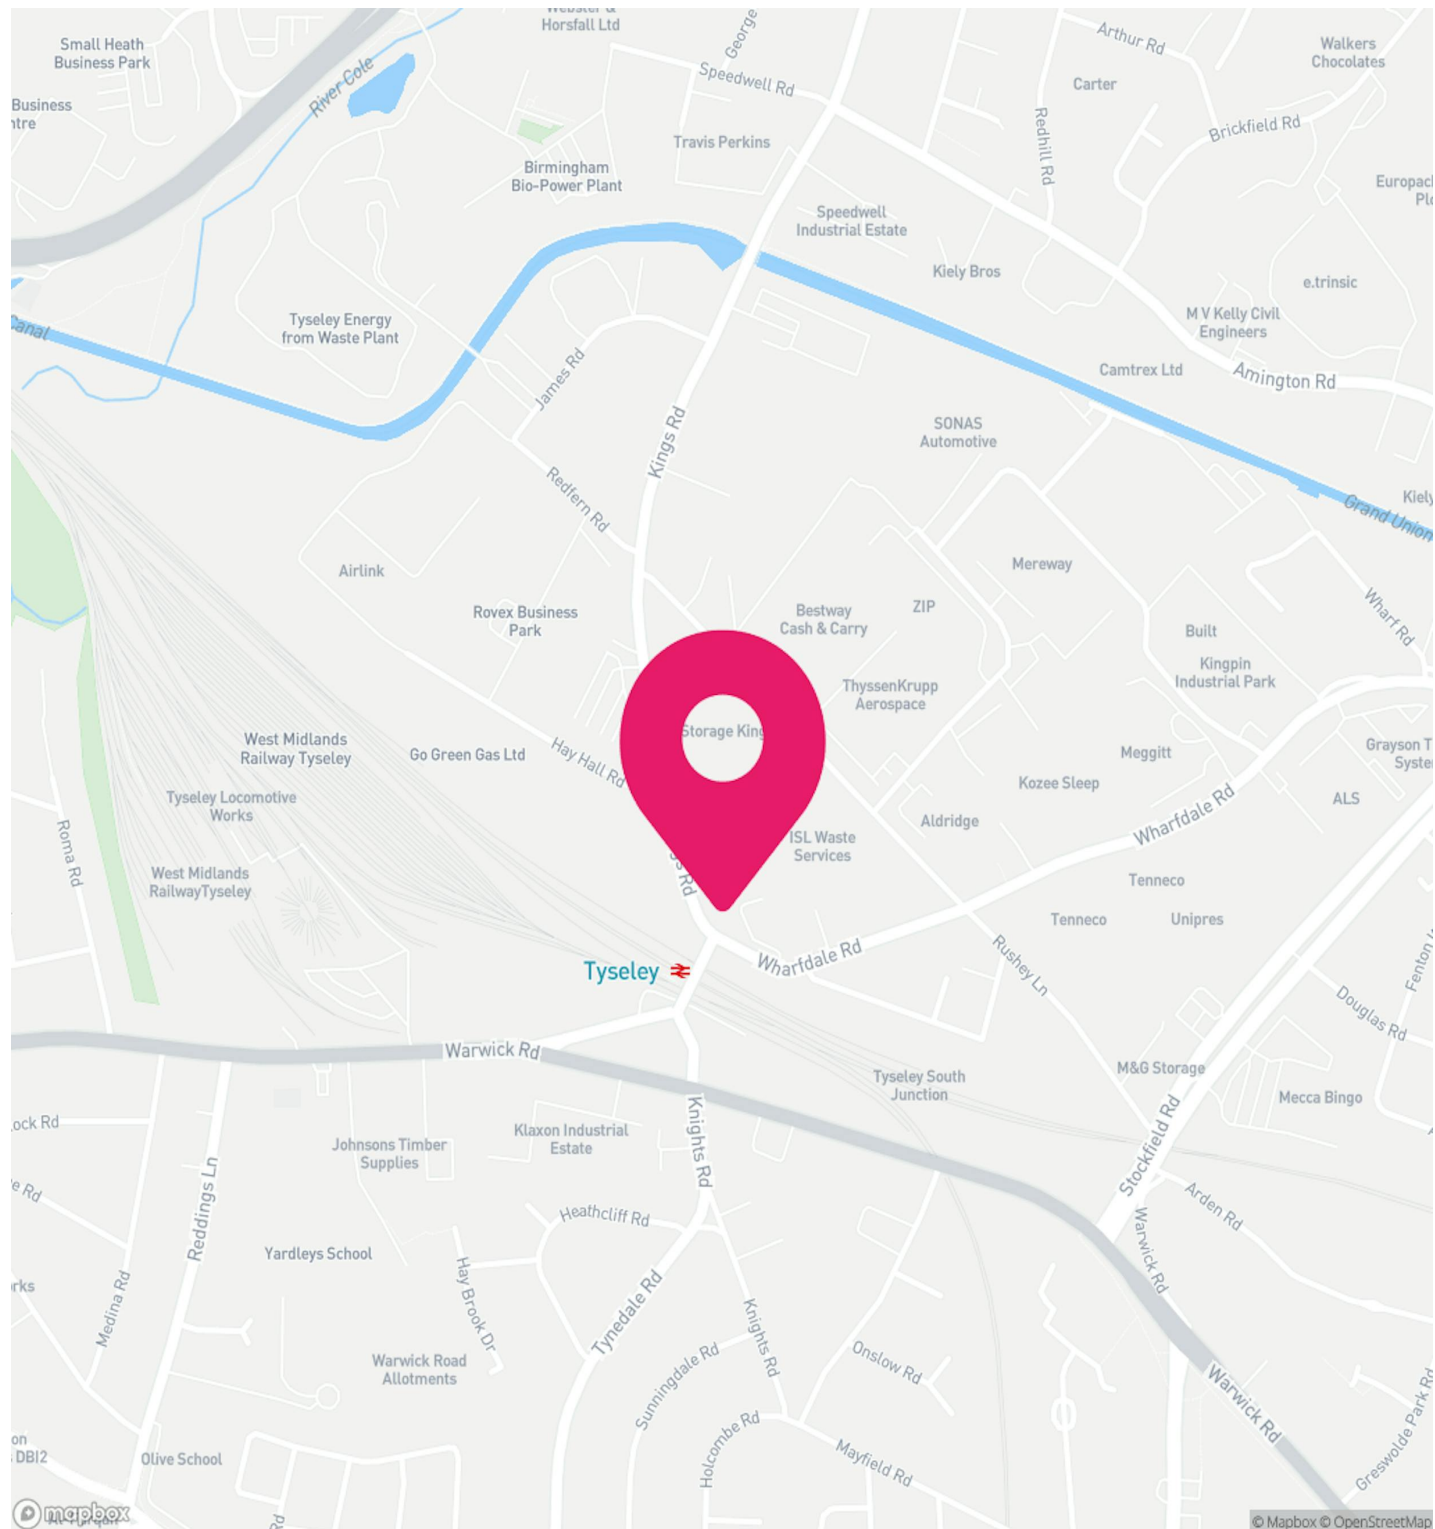 Webster &
Horsfall Ltd
George
Arthur Rd
Small Heath
Business Park
Walkers
Chocolates
River Cole
Speedwell Rd
Carter
Business
ntre
Redhill Rd
Brickfield Rd
Travis Perkins
Birmingham
Bio-Power Plant
Europac
Speedwell
Industrial Estate
Kiely Bros
e.trinsic
Canal
Tyseley Energy
from Waste Plant
M V Kelly Civil
Engineers
James Rd
Camtrex Ltd
Amington Rd
Kings Rd
SONAS
Automotive
Redfern Rd
Kiely
Grand Union
Airlink
Mereway
Rovex Business
Park
Bestway
Cash & Carry
ZIP
Wharf Rd
Built
Kingpin
Industrial Park
ThyssenKrupp
Aerospace
Storage King
West Midlands
Railway Tyseley
Go Green Gas Ltd
Hay Hall Rd
Meggitt
Grayson T
Syste
Kozee Sleep
Tyseley Locomotive
Works
ALS
Wharfdale Rd
Aldridge
Roma Rd
ISL Waste
Services
gs Rd
West Midlands
RailwayTyseley
Tenneco
Tenneco
Unipres
Rushey Ln
Wharfdale Rd
Tyseley
Fenton
Douglas Rd
Warwick Rd
M&G Storage
Tyseley South
Junction
Mecca Bingo
Knights Rd
ock Rd
Klaxon Industrial
Estate
Johnsons Timber
Supplies
Stockfield Rd
e Rd
Reddings Ln
Heathcliff Rd
Arden Rd
Warwick Rd
Yardleys School
Hay Brook Dr
rks
Medina Rd
Tynedale Rd
Knights Rd
Warwick Road
Allotments
Sunningdale Rd
Onslow Rd
Warwick Rd
Greswolde Park Rd
on
DBI2
Olive School
Holcombe Rd
Mayfield Rd
mapbox
Al-Furqan
Rd
© Mapbox © OpenStreetMap